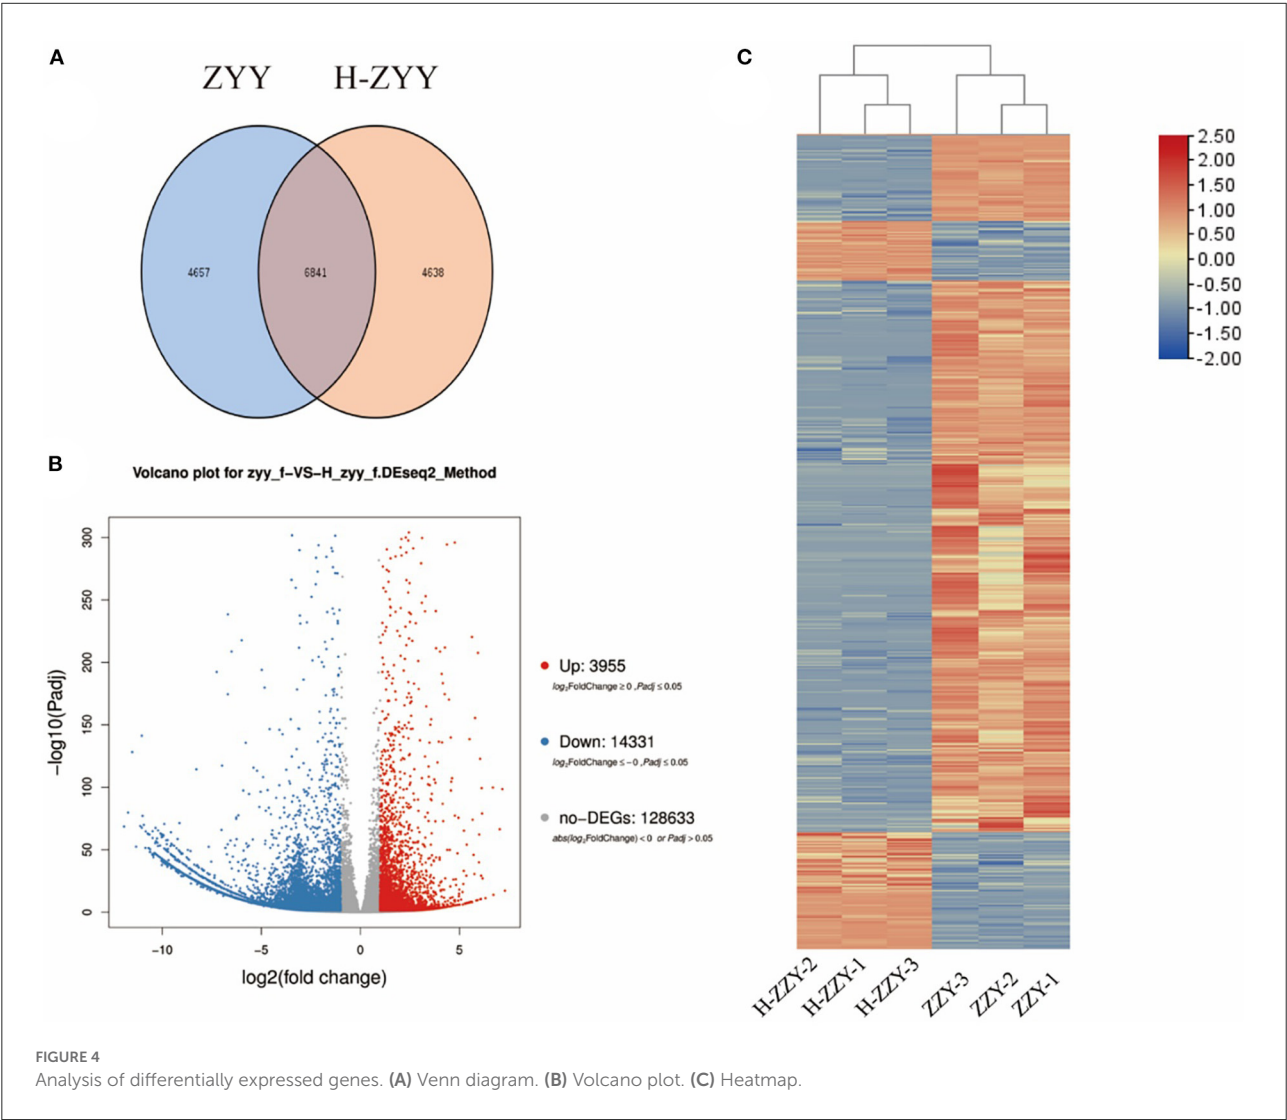 A
ZYY H-ZYY
4657 6841 4638
B
Volcano plot for zyy_f−VS−H_zyy_f.DEseq2_Method
−log10(Padj)
300
250
200
150
100
50
0
−10 −5 0 5
log2(fold change)
Up: 3955
log2FoldChange ≥ 0 ,Padj ≤ 0.05
Down: 14331
log2FoldChange ≤ −0 ,Padj ≤ 0.05
no−DEGs: 128633
abs(log2FoldChange) < 0 or Padj > 0.05
C
2.50
2.00
1.50
1.00
0.50
0.00
-0.50
-1.00
-1.50
-2.00
H-ZZY-2 H-ZZY-1 H-ZZY-3 ZZY-3 ZZY-2 ZZY-1
FIGURE 4
Analysis of differentially expressed genes. (A) Venn diagram. (B) Volcano plot. (C) Heatmap.